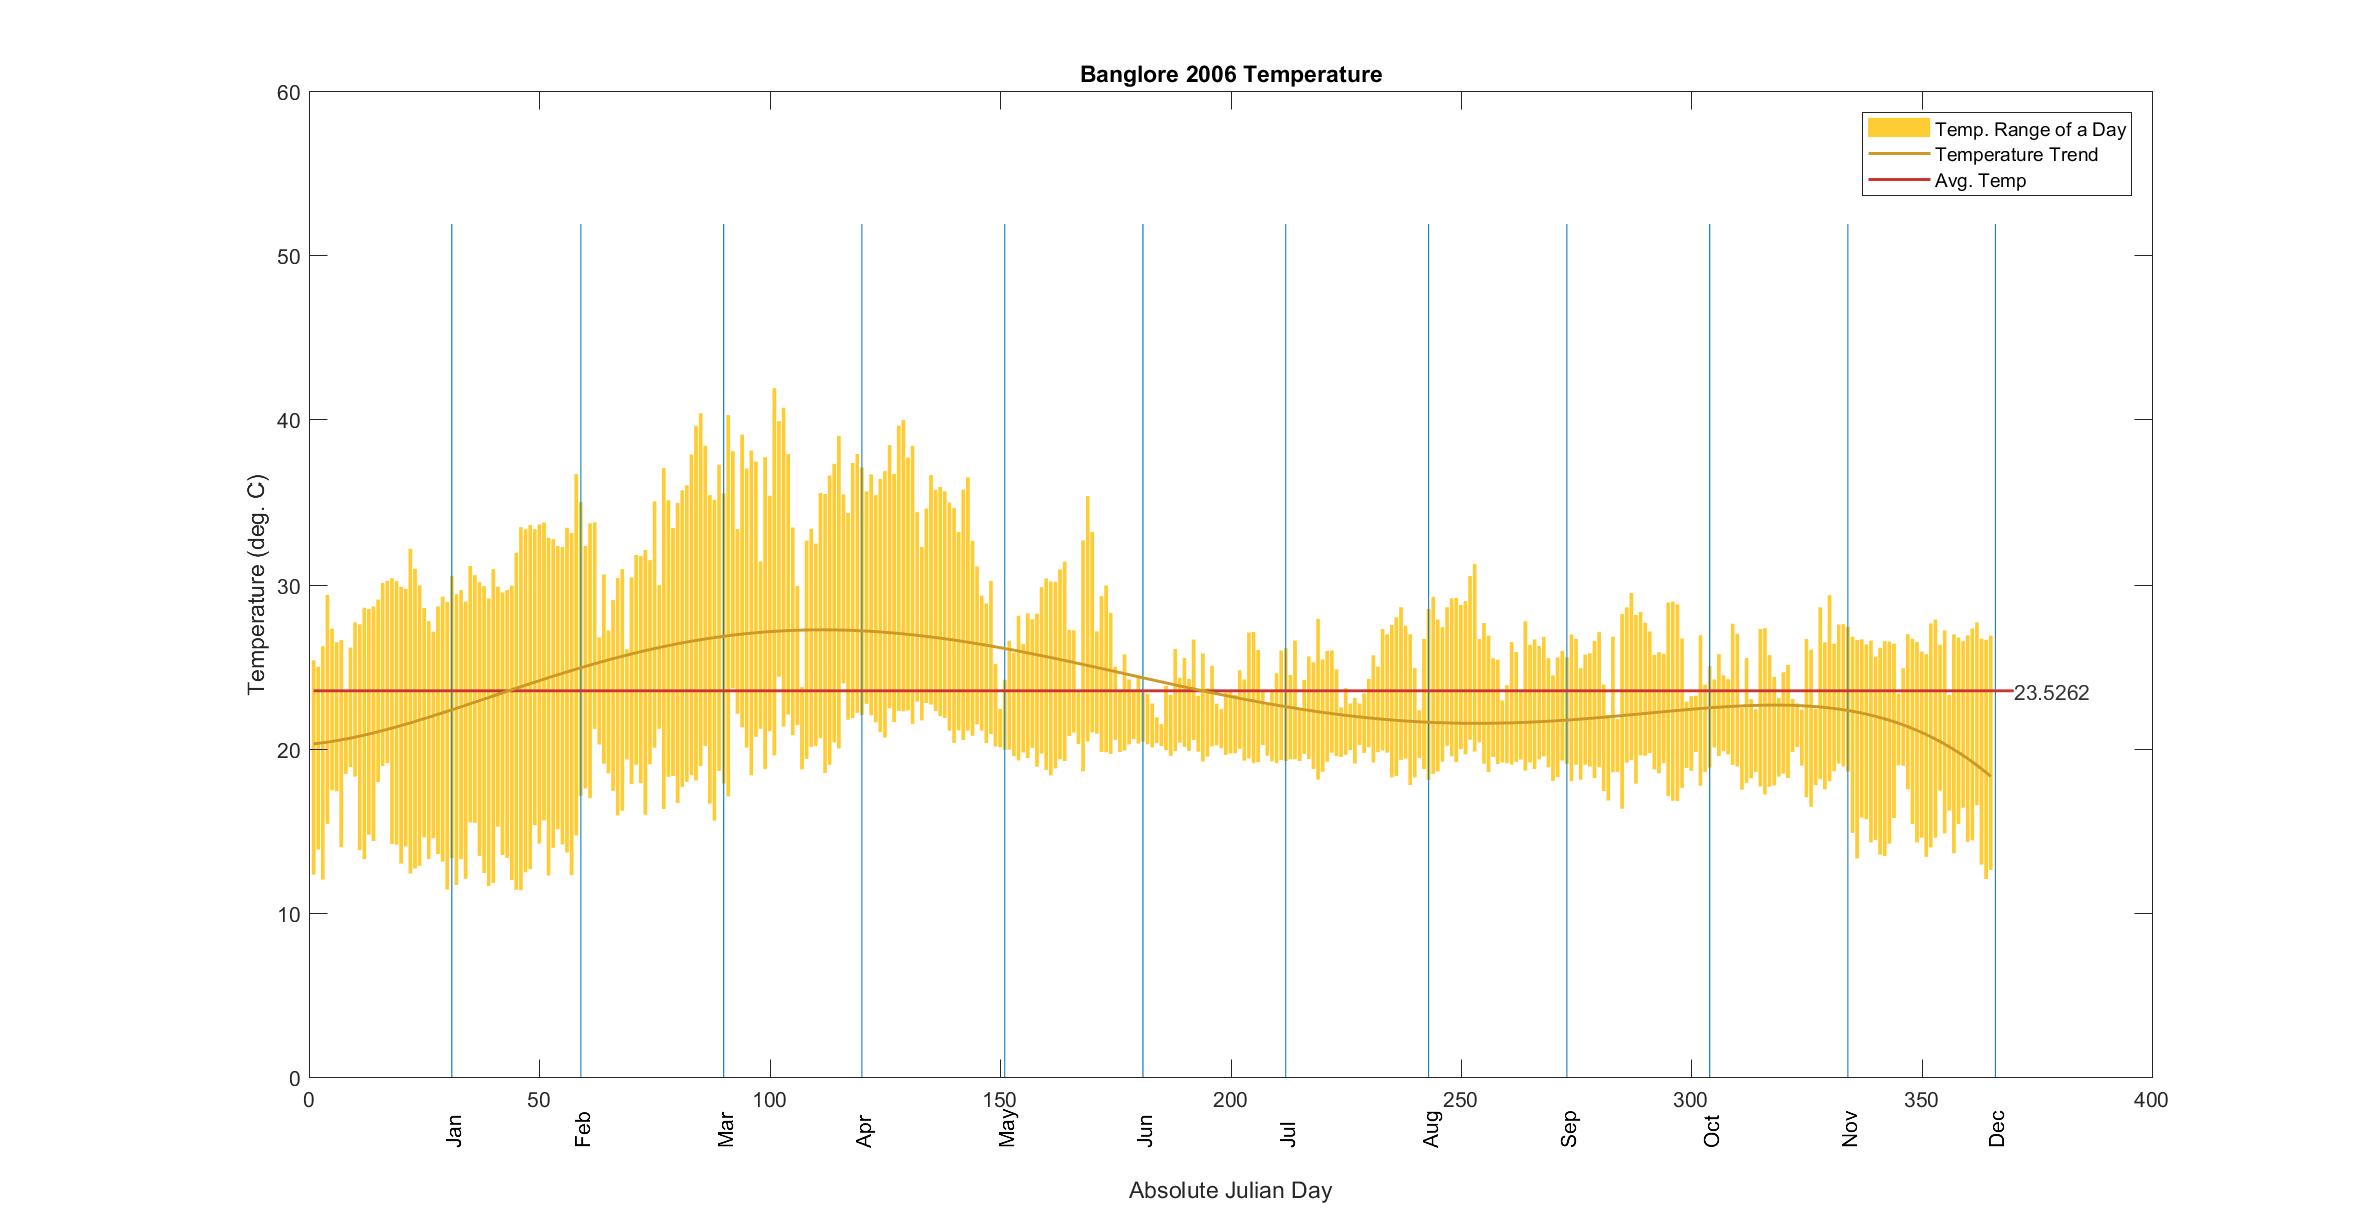 Banglore 2006 Temperature
Temp. Range of a Day
Temperature Trend
Avg. Temp
60
50
40
30
20
10
0
Temperature (deg. C)
23.5262
0 50 100 150 200 250 300 350 400
Jan Feb Mar Apr May Jun Jul Aug Sep Oct Nov Dec
Absolute Julian Day